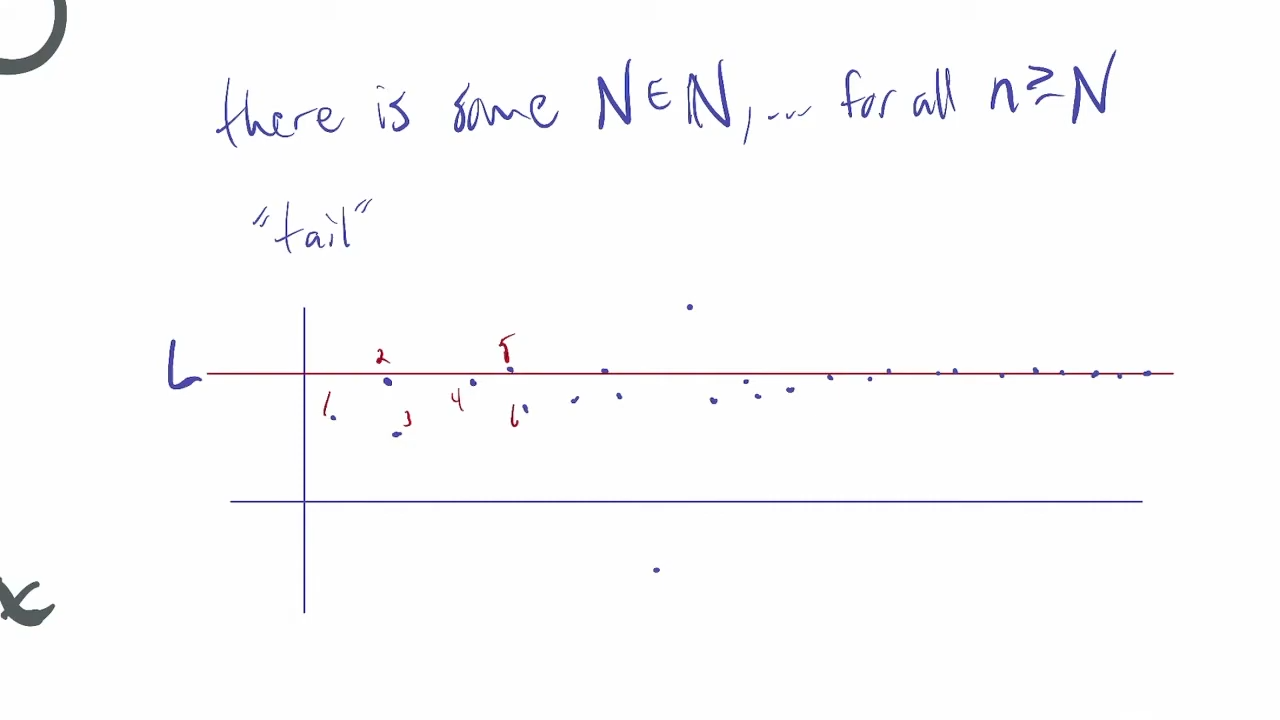 there is some N ∈ ℕ, ... for all n ≥ N
"tail"
5
2
L
1
4
3
6